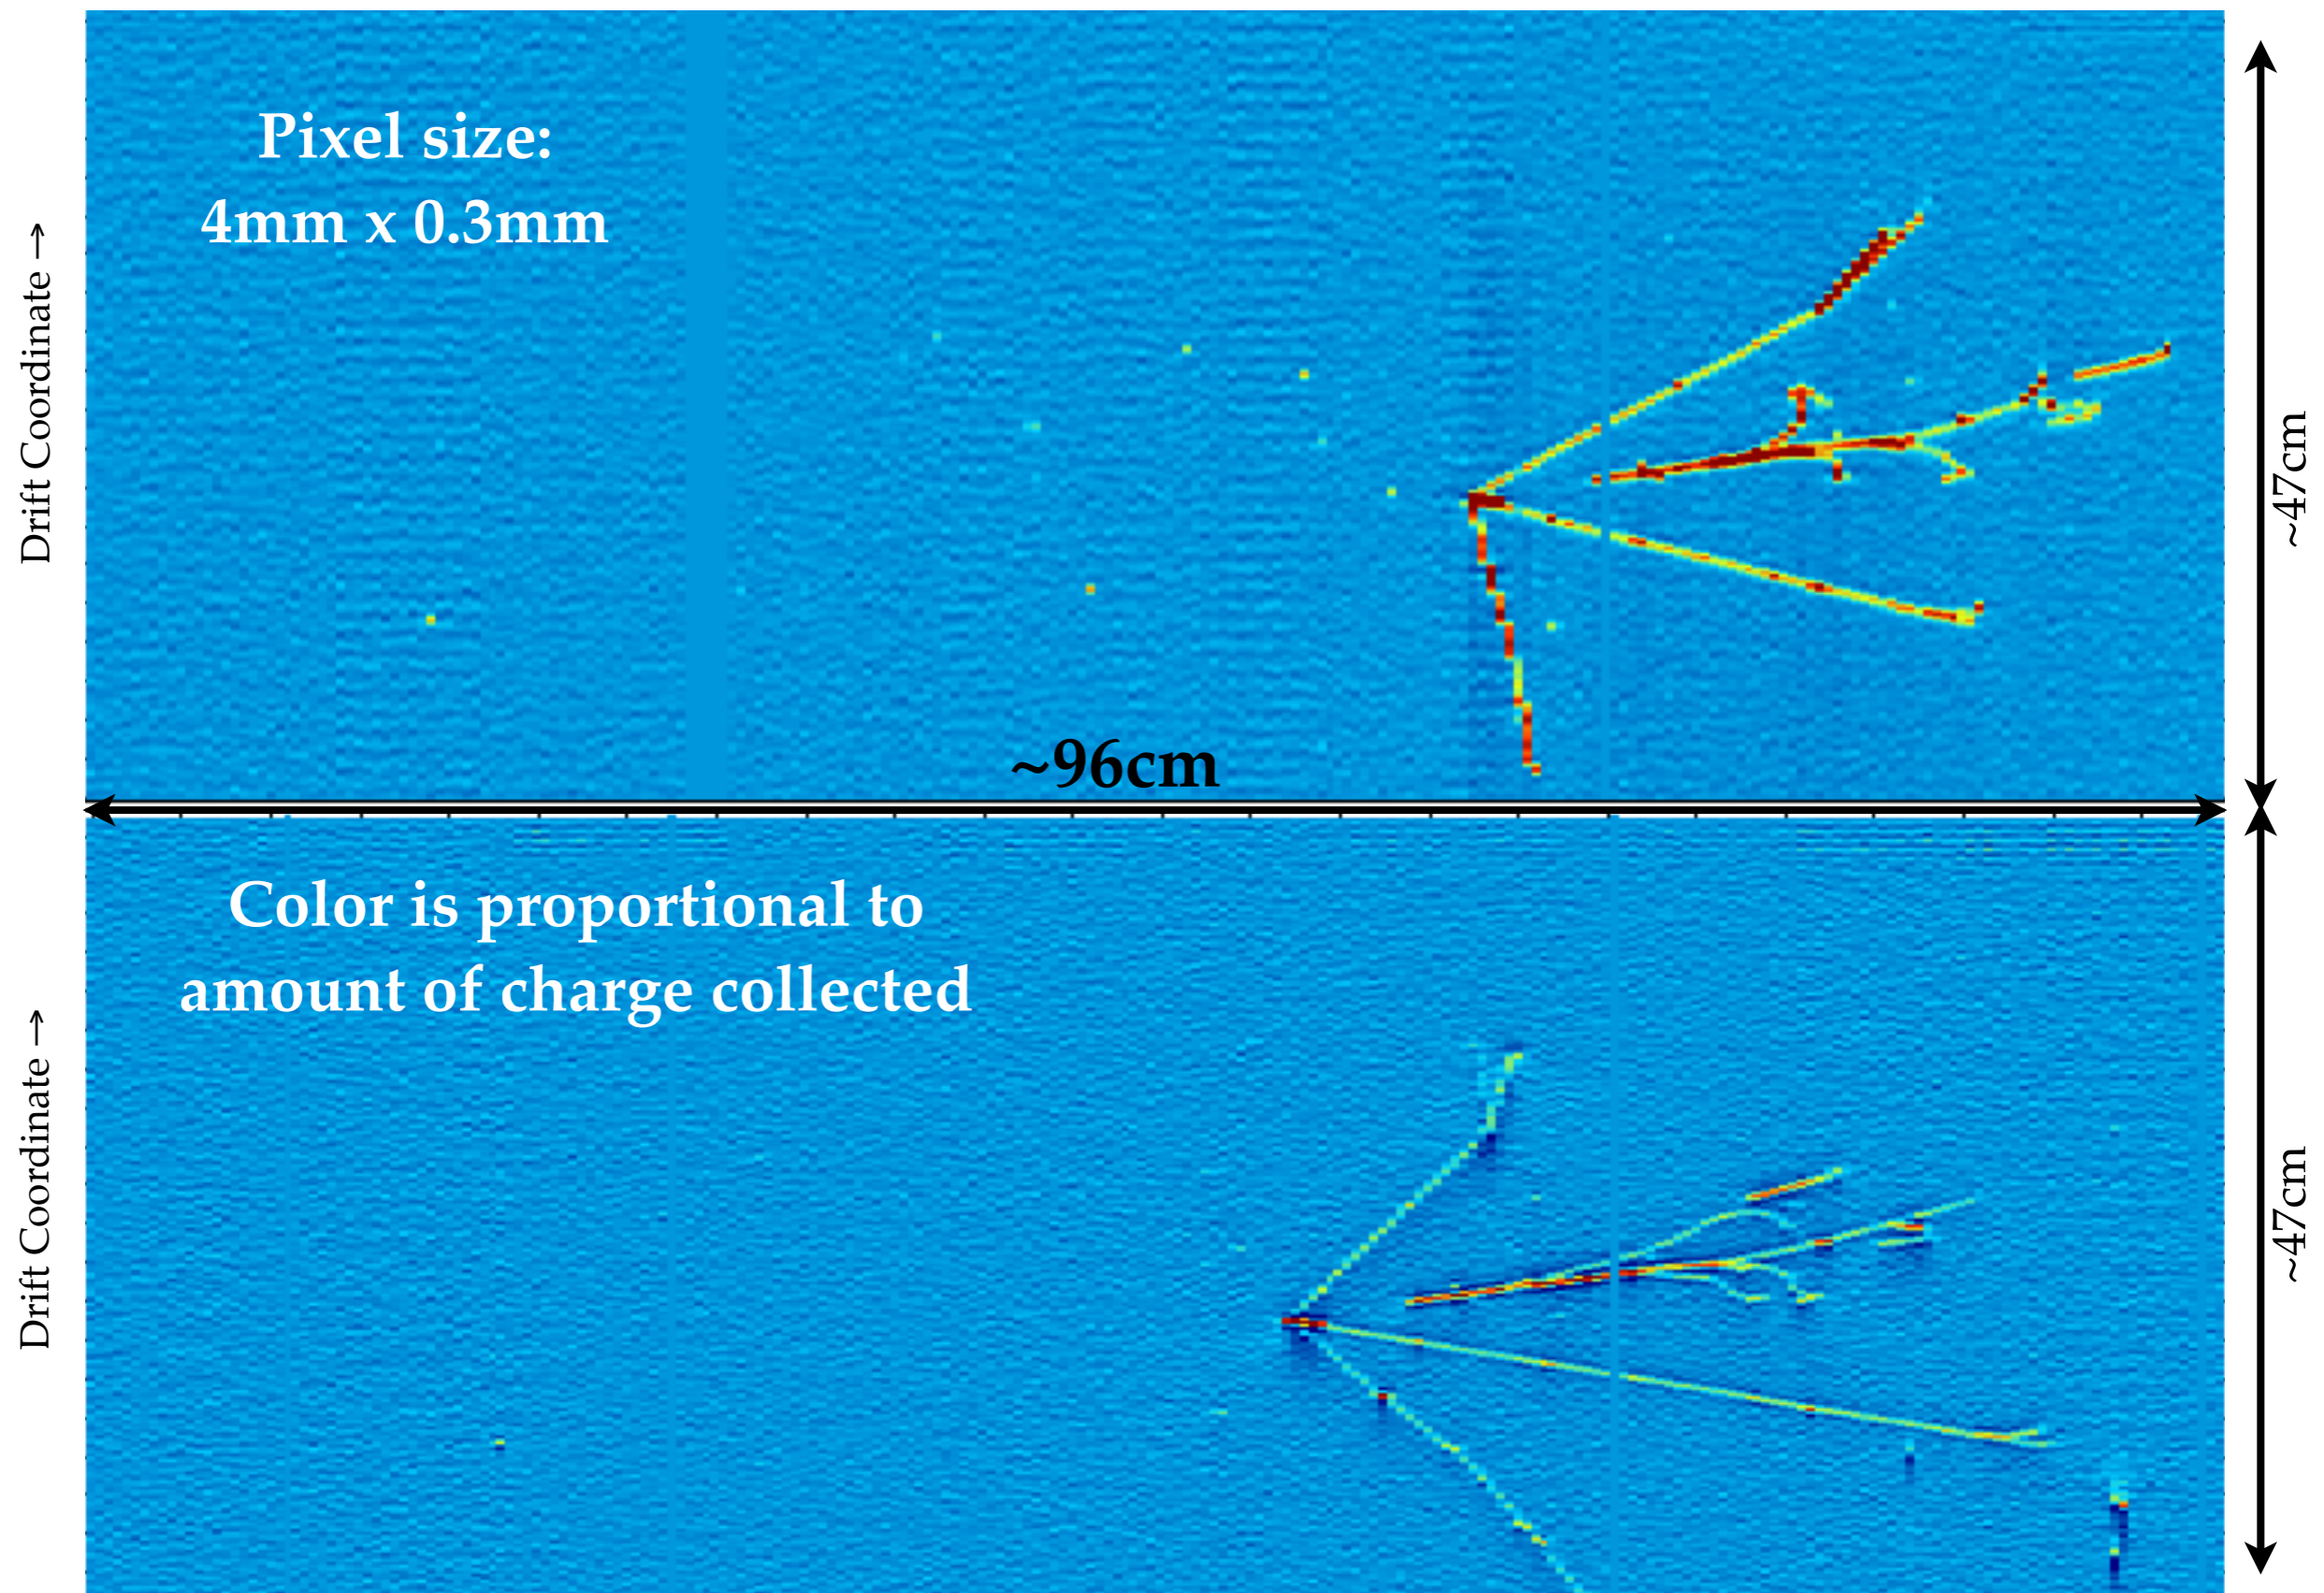 Pixel size:
4mm x 0.3mm
Drift Coordinate →
~47cm
~96cm
Color is proportional to
amount of charge collected
Drift Coordinate →
~47cm